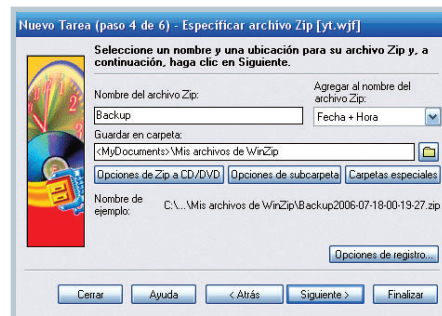 Nuevo Tarea (paso 4 de 6) - Especificar archivo Zip [yt.wjf]
Seleccione un nombre y una ubicación para su archivo Zip y, a
continuación, haga clic en Siguiente.
Nombre del archivo Zip:
Agregar al nombre del
archivo Zip:
Backup
Fecha + Hora
Guardar en carpeta:
<MyDocuments>\Mis archivos de WinZip
Opciones de Zip a CD/DVD
Opciones de subcarpeta
Carpetas especiales
Nombre de
ejemplo:
C:\...\Mis archivos de WinZip\Backup2006-07-18-00-19-27.zip
Opciones de registro...
Cerrar
Ayuda
< Atrás
Siguiente >
Finalizar